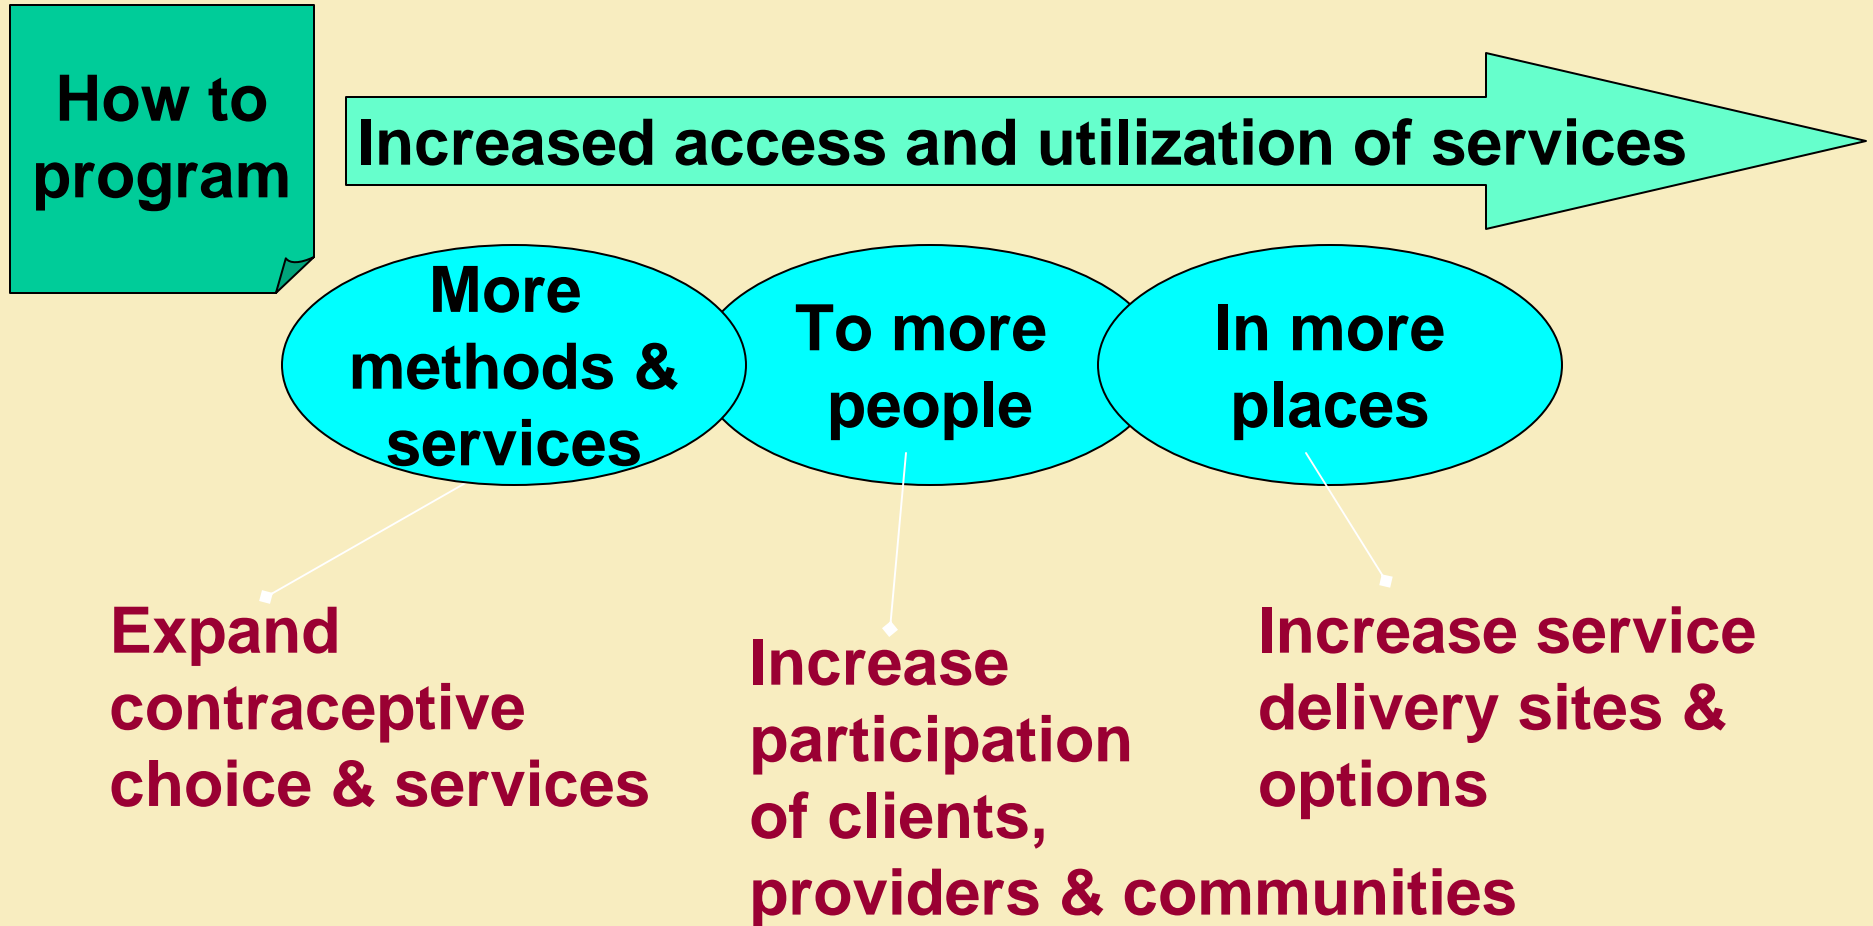 How to
program
Increased access and utilization of services
More
methods &
services
To more
people
In more
places
Expand
contraceptive
choice & services
Increase
participation
of clients,
providers & communities
Increase service
delivery sites &
options